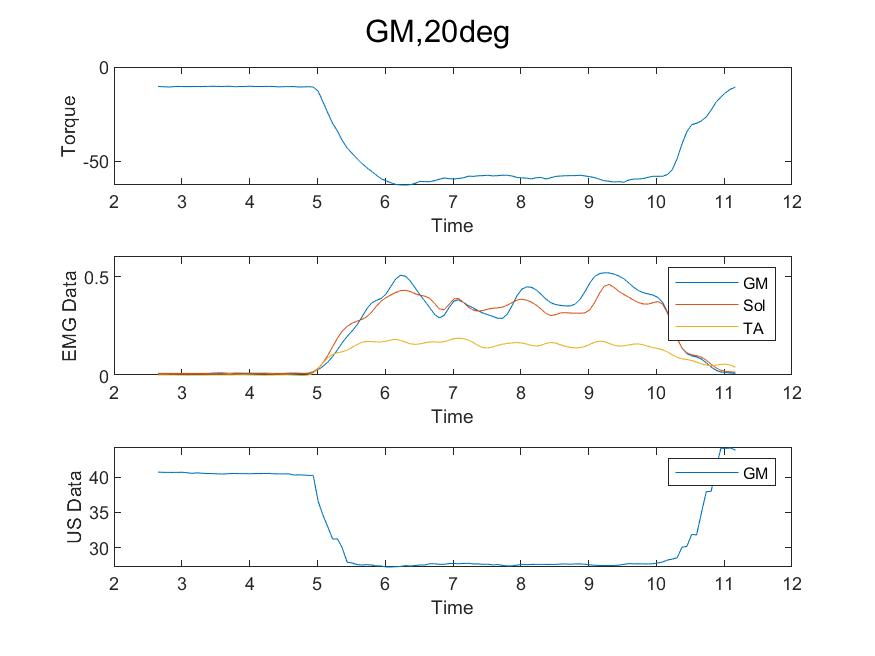 GM,20deg
0
-50
Torque
2 3 4 5 6 7 8 9 10 11 12
Time
0.5
0
EMG Data
GM
Sol
TA
2 3 4 5 6 7 8 9 10 11 12
Time
40
35
30
US Data
GM
2 3 4 5 6 7 8 9 10 11 12
Time